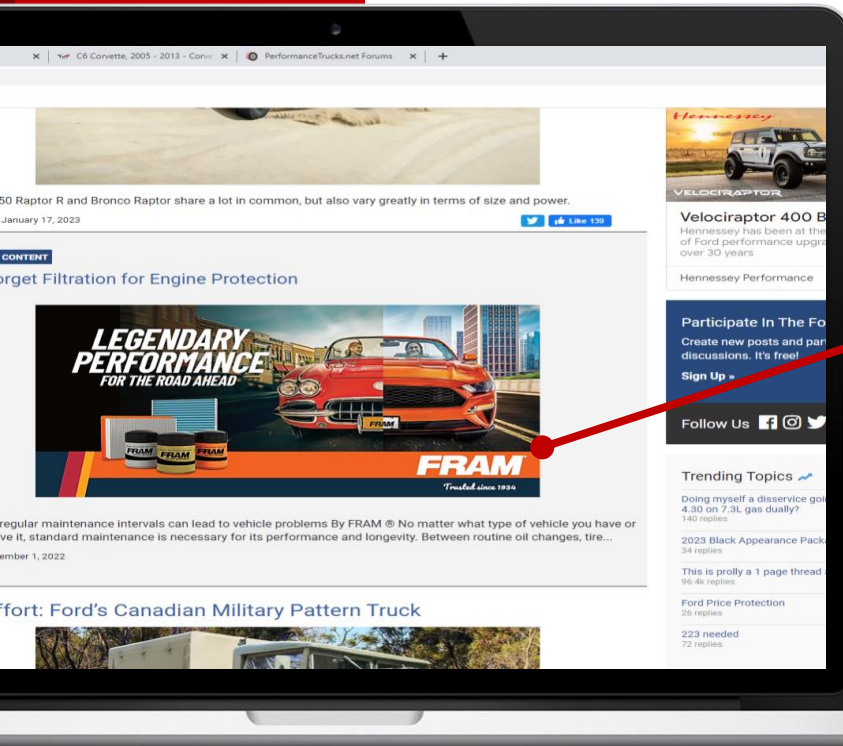 C6 Corvette, 2005 - 2013 - Corve
PerformanceTrucks.net Forums
50 Raptor R and Bronco Raptor share a lot in common, but also vary greatly in terms of size and power.
January 17, 2023
Like 139
CONTENT
orget Filtration for Engine Protection
LEGENDARY
PERFORMANCE
FOR THE ROAD AHEAD
FRAM
FRAM
FRAM
FRAM
FRAM
Trusted since 1934
regular maintenance intervals can lead to vehicle problems By FRAM ® No matter what type of vehicle you have or
ve it, standard maintenance is necessary for its performance and longevity. Between routine oil changes, tire...
ember 1, 2022
ffort: Ford's Canadian Military Pattern Truck
Hennessey
VELOCIRAPTOR
Velociraptor 400 B
Hennessey has been at the
of Ford performance upgra
over 30 years
Hennessey Performance
Participate In The Fo
Create new posts and part
discussions. It's free!
Sign Up »
Follow Us
Trending Topics
Doing myself a disservice goi
4.30 on 7.3L gas dually?
140 replies
2023 Black Appearance Packa
34 replies
This is prolly a 1 page thread
96.4k replies
Ford Price Protection
26 replies
223 needed
72 replies